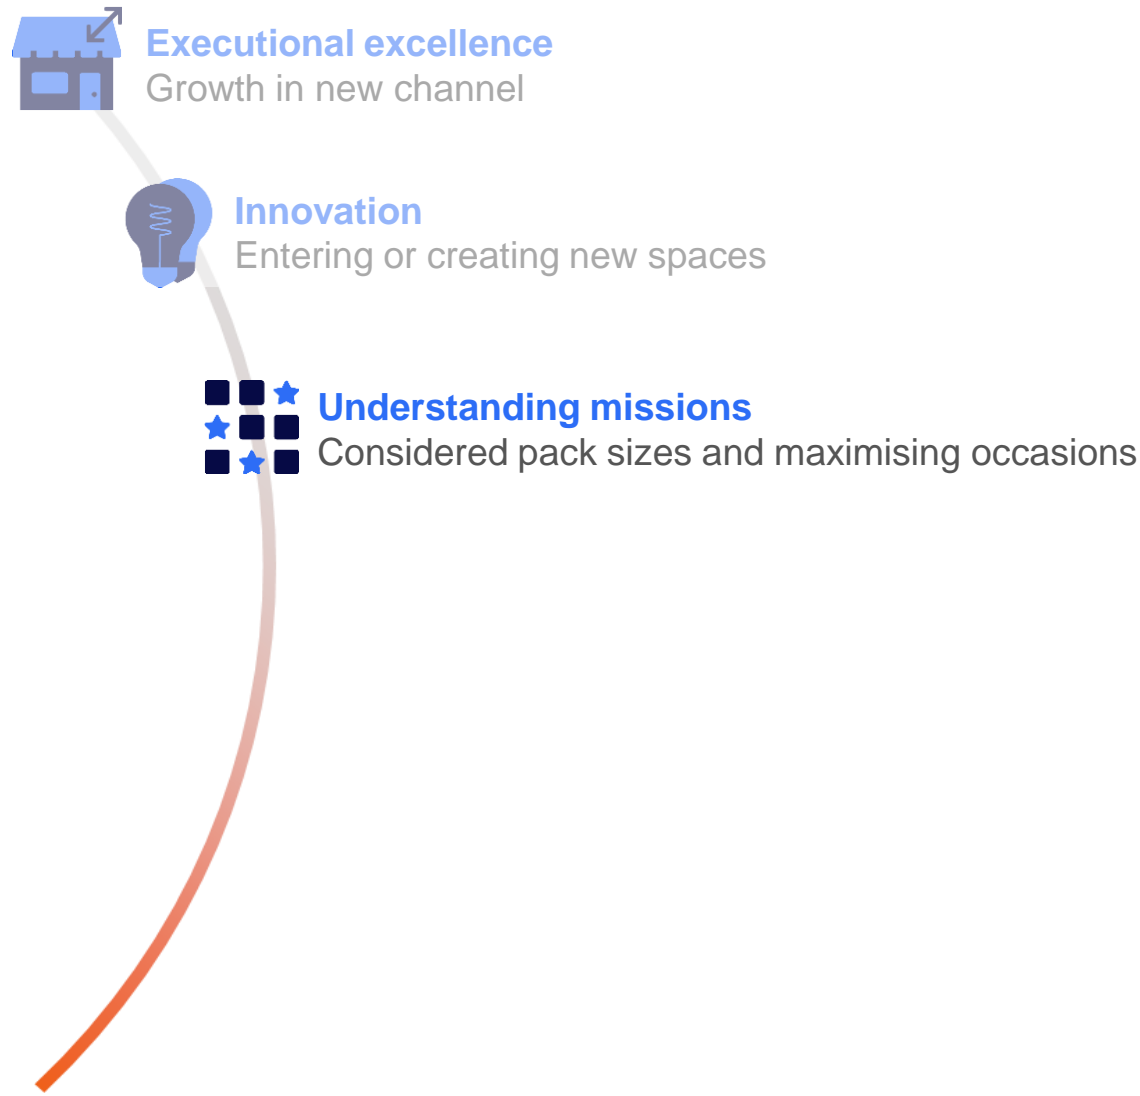 Executional excellence
Growth in new channel
Innovation
Entering or creating new spaces
Understanding missions
Considered pack sizes and maximising occasions